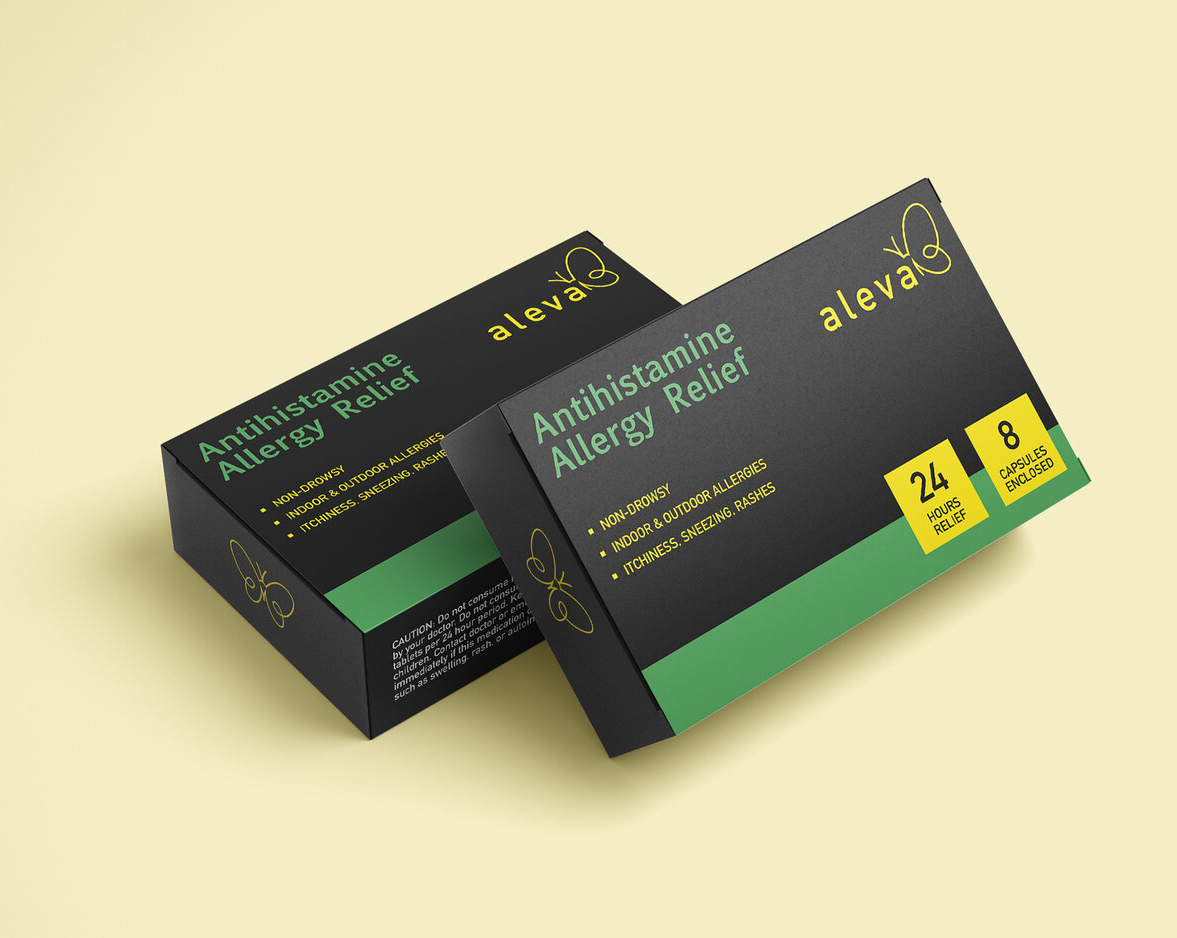 aleva
Antihistamine
Allergy Relief
NON-DROWSY
INDOOR & OUTDOOR ALLERGIES
ITCHINESS, SNEEZING, RASHE
CAUTION: Do not consume
by your doctor. Do not consu
tablets per 24 hour period. Ke
children. Contact doctor or eme
immediately if this medication
such as swelling, rash, or autoim
aleva
Antihistamine
Allergy Relief
NON-DROWSY
INDOOR & OUTDOOR ALLERGIES
ITCHINESS, SNEEZING, RASHES
24
HOURS
RELIEF
8
CAPSULES
ENCLOSED